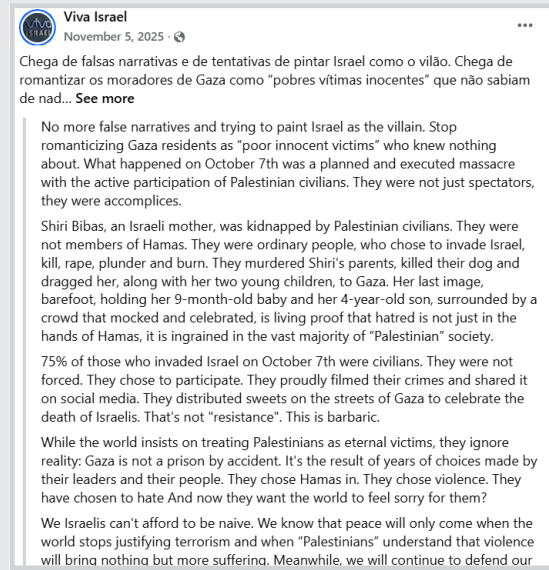 Viva Israel
November 5, 2025
Chega de falsas narrativas e de tentativas de pintar Israel como o vilão. Chega de
romantizar os moradores de Gaza como “pobres vítimas inocentes” que não sabiam
de nad... See more
No more false narratives and trying to paint Israel as the villain. Stop
romanticizing Gaza residents as “poor innocent victims” who knew nothing
about. What happened on October 7th was a planned and executed massacre
with the active participation of Palestinian civilians. They were not just spectators,
they were accomplices.
Shiri Bibas, an Israeli mother, was kidnapped by Palestinian civilians. They were
not members of Hamas. They were ordinary people, who chose to invade Israel,
kill, rape, plunder and burn. They murdered Shiri's parents, killed their dog and
dragged her, along with her two young children, to Gaza. Her last image,
barefoot, holding her 9-month-old baby and her 4-year-old son, surrounded by a
crowd that mocked and celebrated, is living proof that hatred is not just in the
hands of Hamas, it is ingrained in the vast majority of “Palestinian” society.
75% of those who invaded Israel on October 7th were civilians. They were not
forced. They chose to participate. They proudly filmed their crimes and shared it
on social media. They distributed sweets on the streets of Gaza to celebrate the
death of Israelis. That's not "resistance". This is barbaric.
While the world insists on treating Palestinians as eternal victims, they ignore
reality: Gaza is not a prison by accident. It's the result of years of choices made by
their leaders and their people. They chose Hamas in. They chose violence. They
have chosen to hate And now they want the world to feel sorry for them?
We Israelis can't afford to be naive. We know that peace will only come when the
world stops justifying terrorism and when “Palestinians” understand that violence
will bring nothing but more suffering. Meanwhile, we will continue to defend our